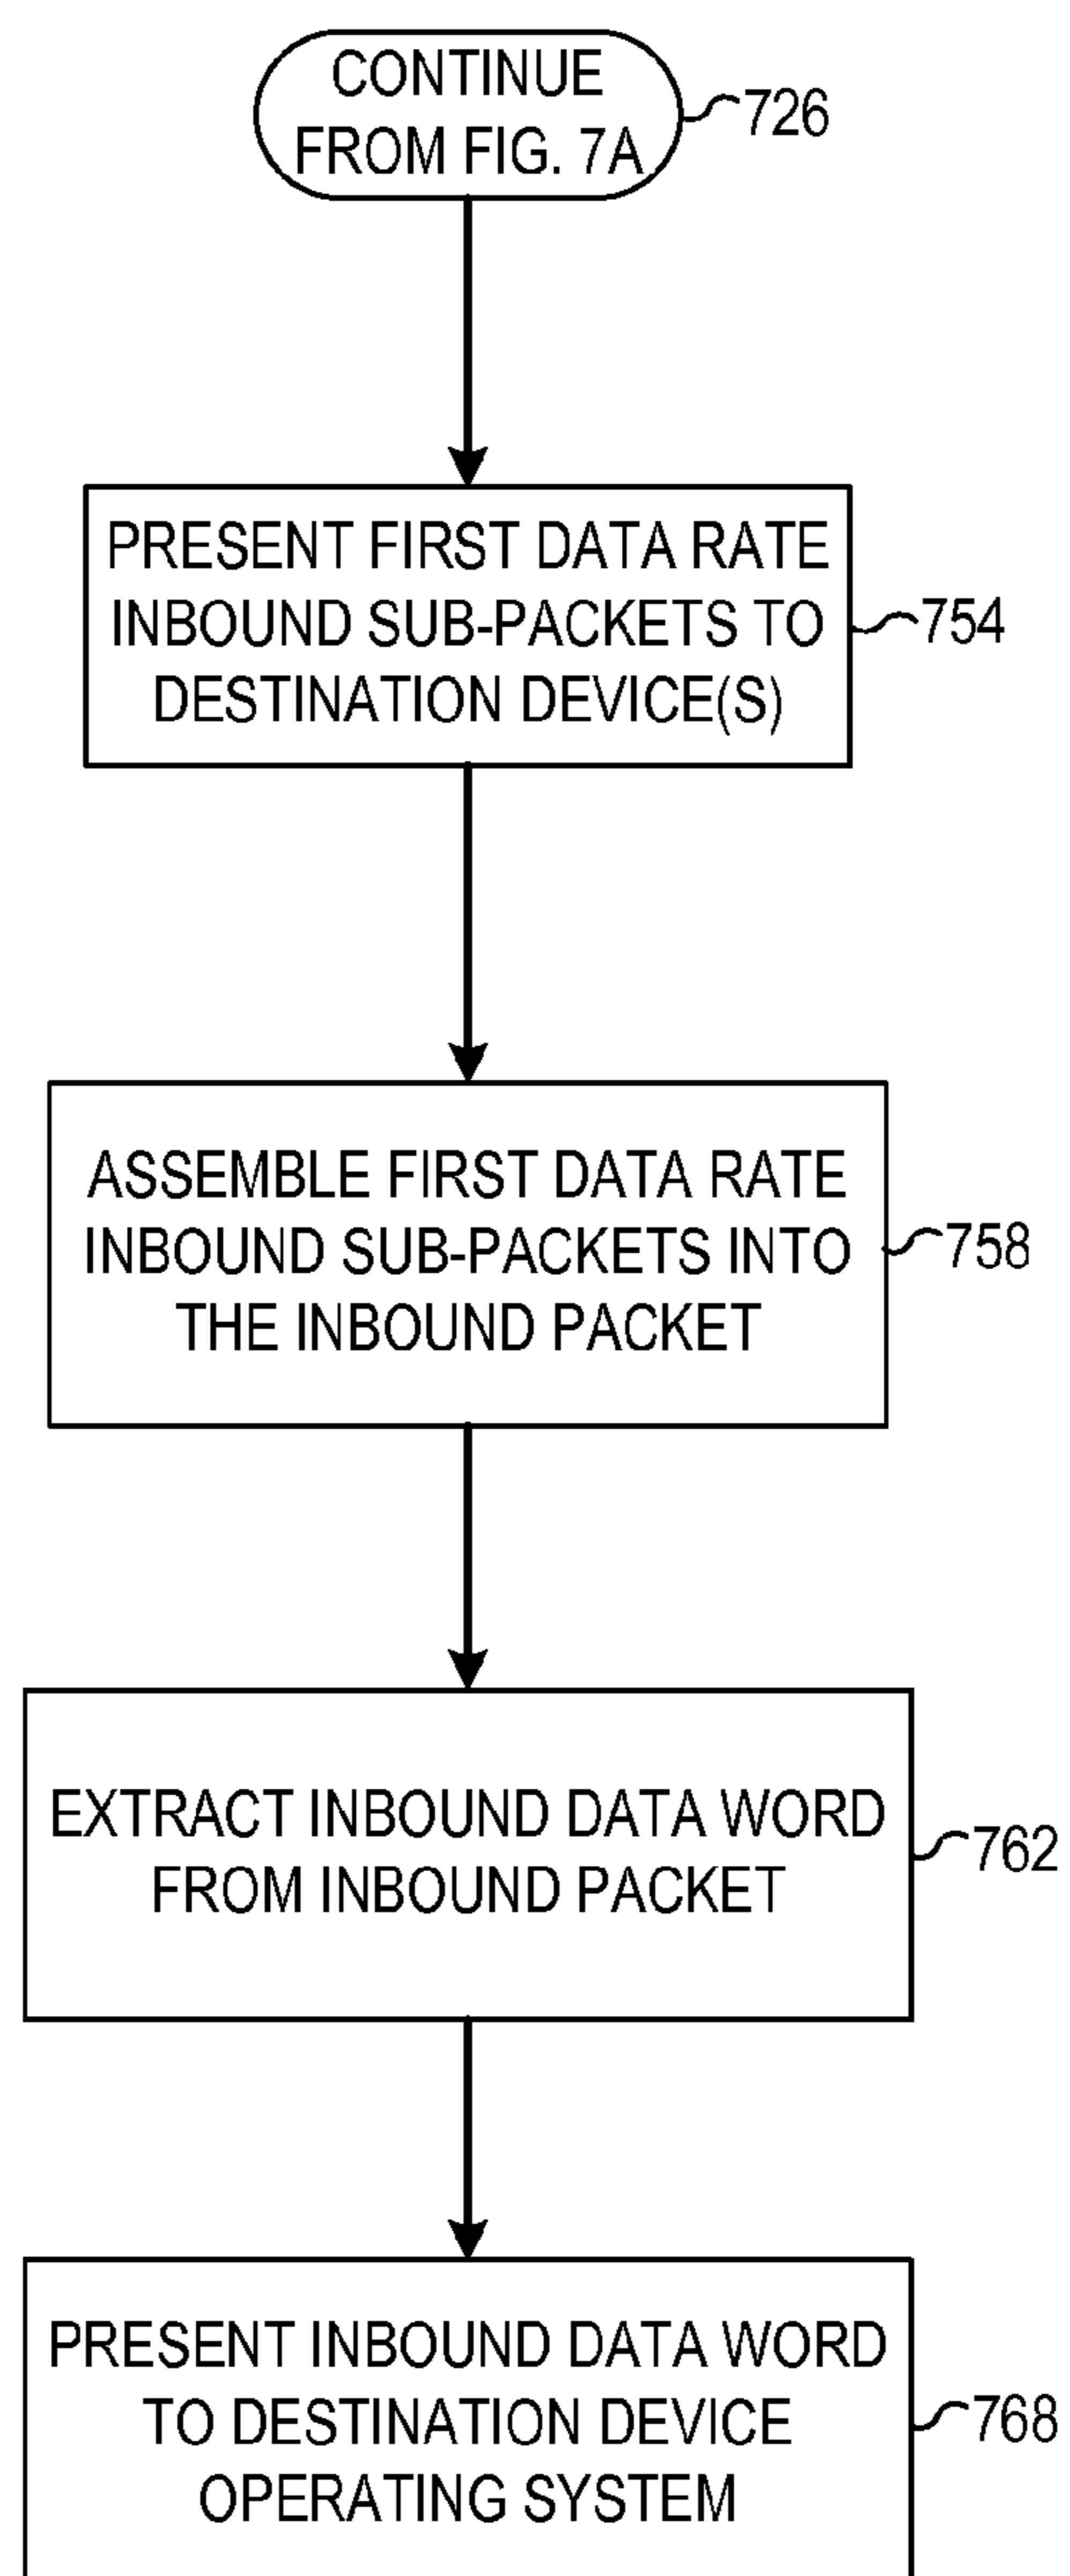 CONTINUE
FROM FIG. 7A
726
PRESENT FIRST DATA RATE
INBOUND SUB-PACKETS TO
DESTINATION DEVICE(S)
754
ASSEMBLE FIRST DATA RATE
INBOUND SUB-PACKETS INTO
THE INBOUND PACKET
758
EXTRACT INBOUND DATA WORD
FROM INBOUND PACKET
762
PRESENT INBOUND DATA WORD
TO DESTINATION DEVICE
OPERATING SYSTEM
768